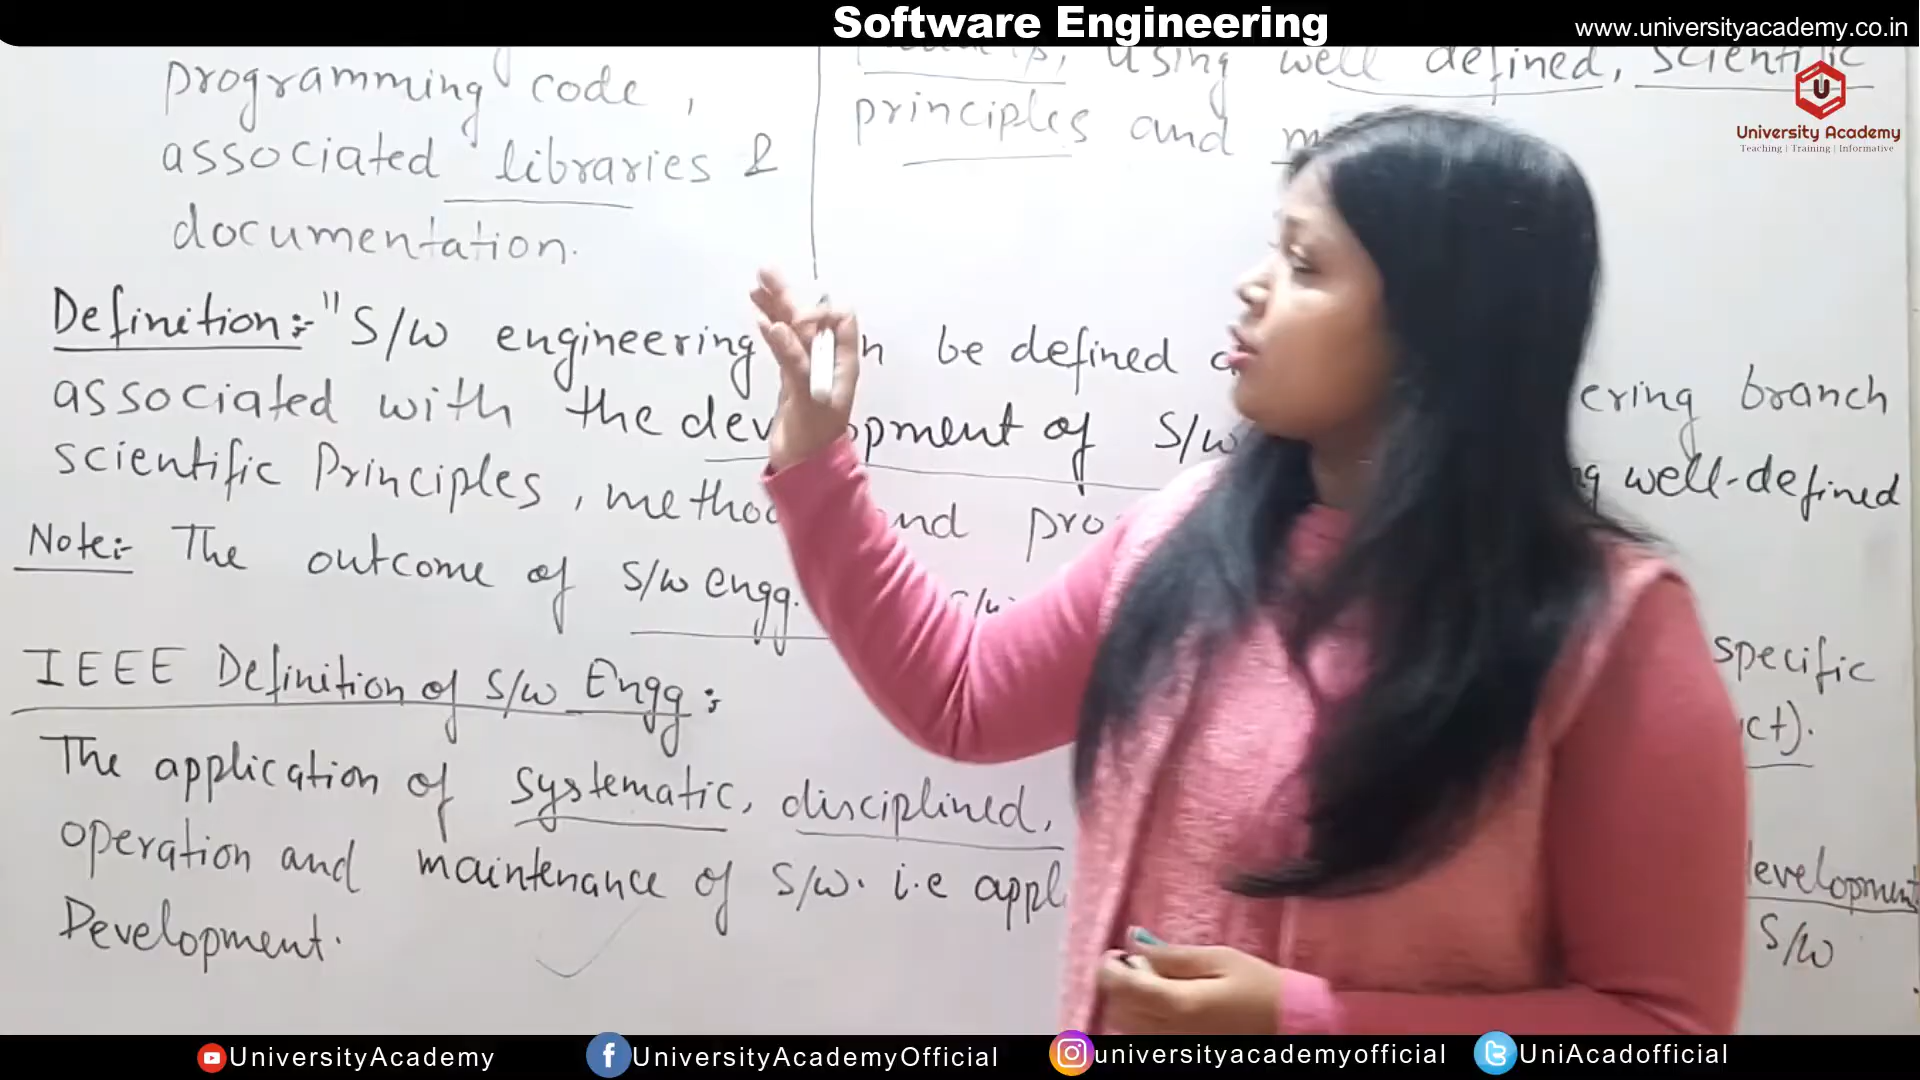 Software Engineering
www.universityacademy.co.in
U
University Academy
Teaching | Training | Informative
programming code,
associated libraries &
documentation.
using well defined, scientific
principles and
Definition:- "S/W engineering be defined ering branch
associated with the development of S/W well-defined
scientific Principles, and
Note:- The outcome of S/W engg. specific
IEEE Definition of S/W Engg:
The application of systematic, disciplined, development
operation and maintenance of S/W. i.e S/W
Development.
UniversityAcademy
UniversityAcademyOfficial
universityacademyofficial
UniAcadofficial